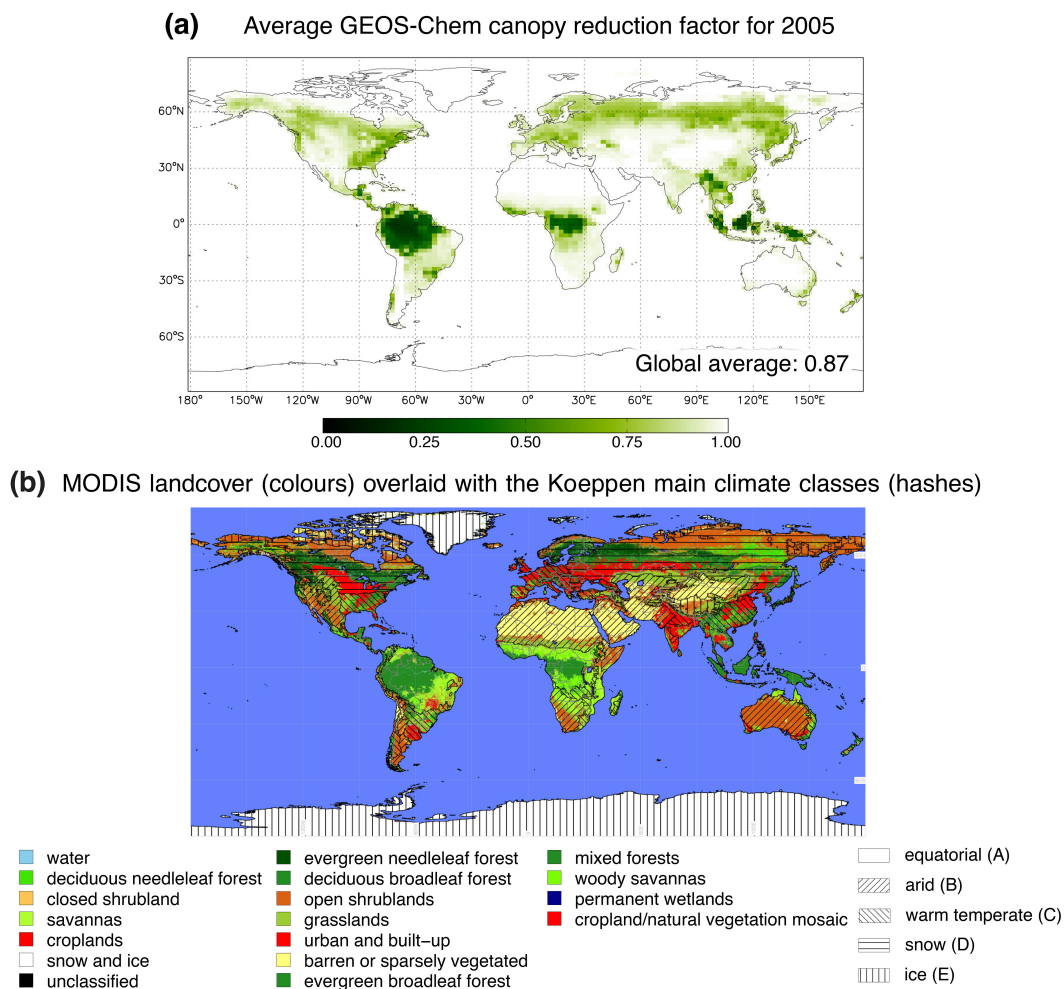 (a) Average GEOS-Chem canopy reduction factor for 2005
60°N
30°N
0°
30°S
60°S
Global average: 0.87
180° 150°W 120°W 90°W 60°W 30°W 0° 30°E 60°E 90°E 120°E 150°E
0.00 0.25 0.50 0.75 1.00
(b) MODIS landcover (colours) overlaid with the Koeppen main climate classes (hashes)
water
deciduous needleleaf forest
closed shrubland
savannas
croplands
snow and ice
unclassified
evergreen needleleaf forest
deciduous broadleaf forest
open shrublands
grasslands
urban and built−up
barren or sparsely vegetated
evergreen broadleaf forest
mixed forests
woody savannas
permanent wetlands
cropland/natural vegetation mosaic
equatorial (A)
arid (B)
warm temperate (C)
snow (D)
ice (E)